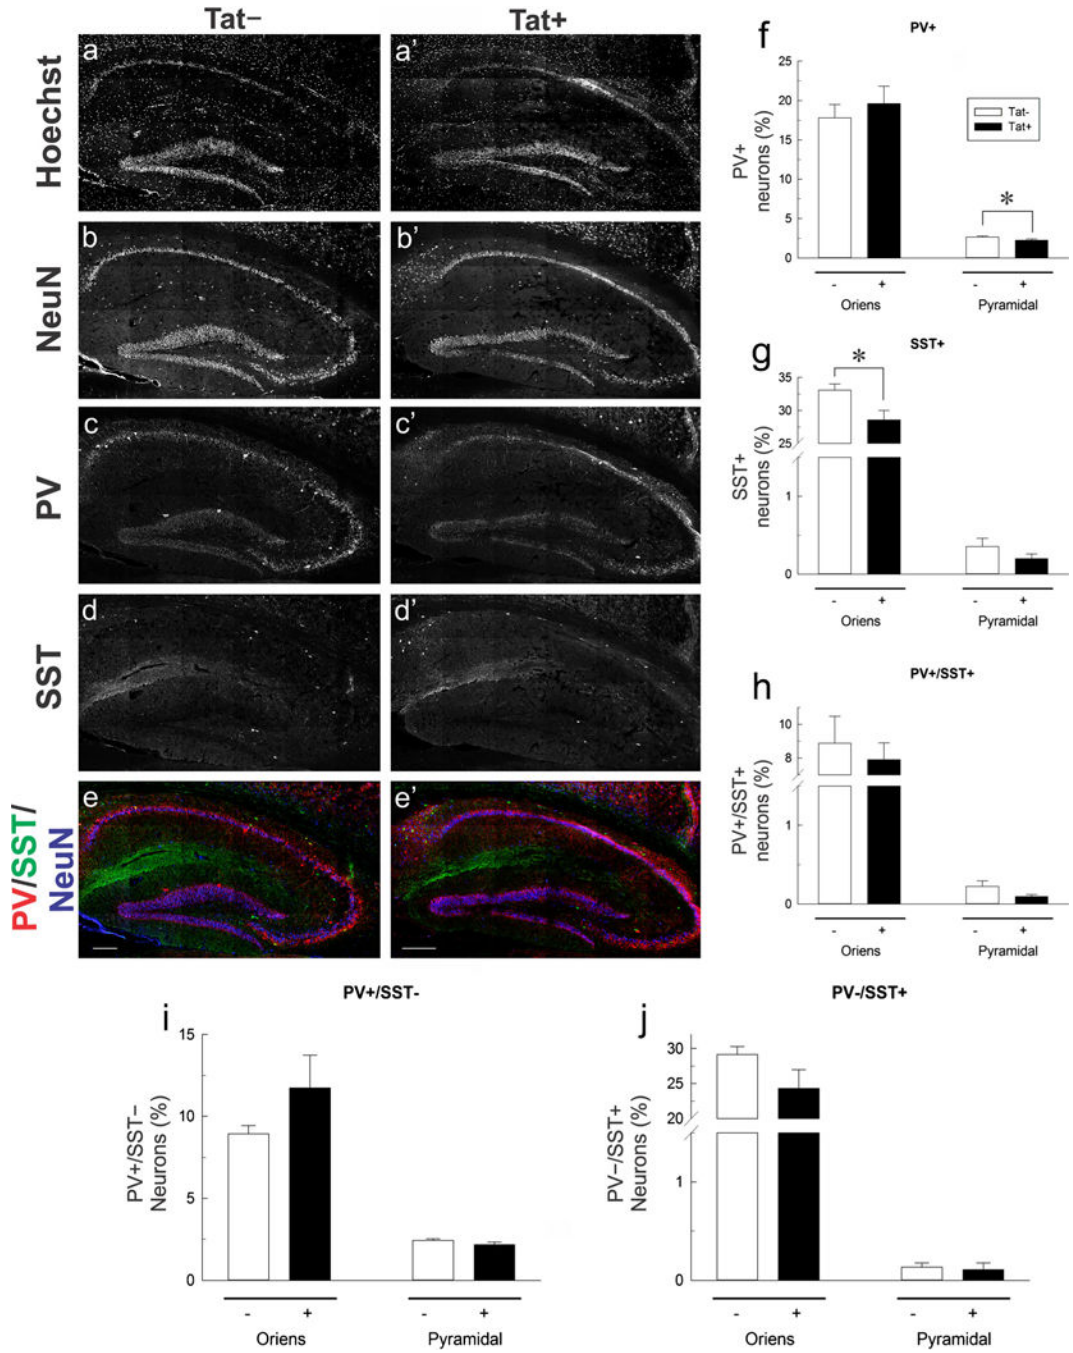 Tat− Tat+
Hoechst
a a'
NeuN
b b'
PV
c c'
SST
d d'
PV/SST/
NeuN
e e'
f PV+
PV+
neurons (%)
25
20
15
10
5
0
Tat-
Tat+
*
- + - +
Oriens Pyramidal
g SST+
SST+
neurons (%)
35
30
25
1
0
*
- + - +
Oriens Pyramidal
h PV+/SST+
PV+/SST+
neurons (%)
10
8
1
0
- + - +
Oriens Pyramidal
i PV+/SST-
PV+/SST−
Neurons (%)
15
10
5
0
- + - +
Oriens Pyramidal
j PV-/SST+
PV−/SST+
Neurons (%)
30
25
20
1
0
- + - +
Oriens Pyramidal